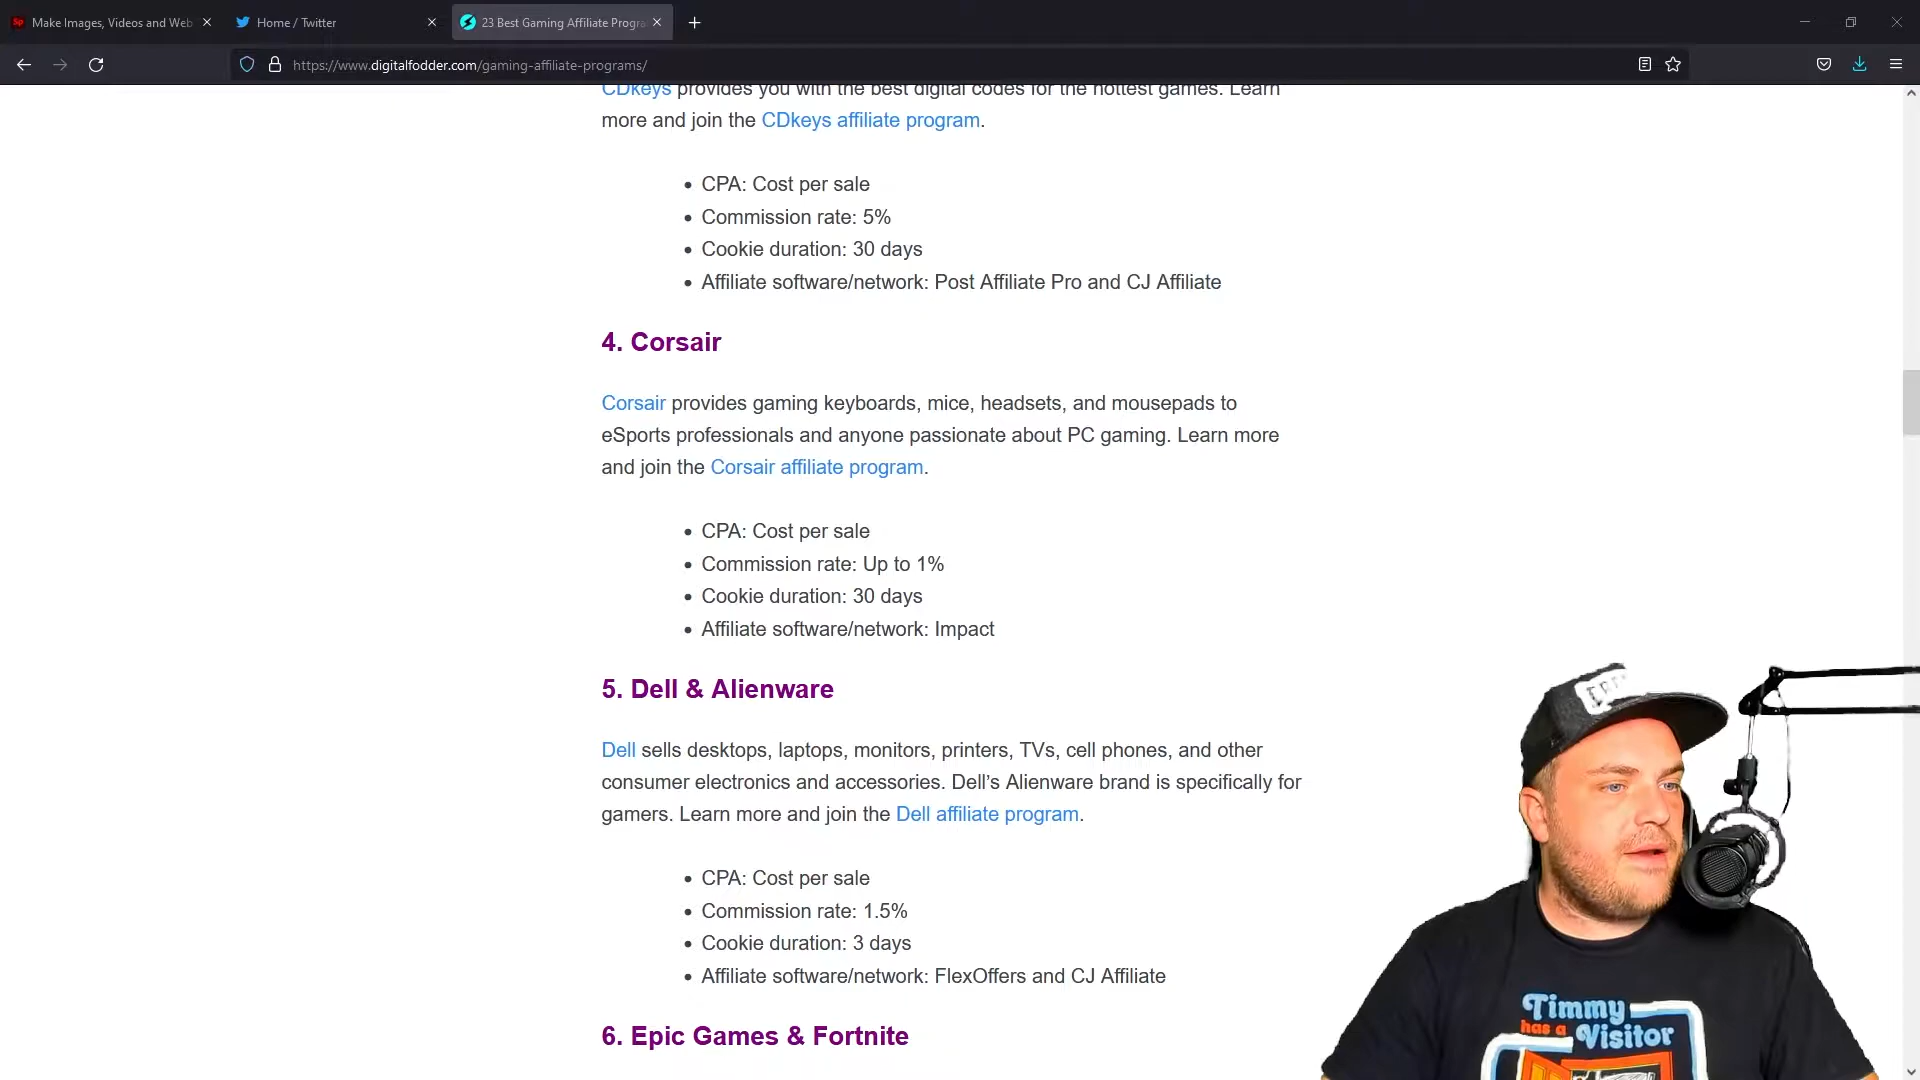 Make Images, Videos and Web
Home / Twitter
23 Best Gaming Affiliate Progra
https://www.digitalfodder.com/gaming-affiliate-programs/
CDkeys provides you with the best digital codes for the hottest games. Learn
more and join the CDkeys affiliate program.
• CPA: Cost per sale
• Commission rate: 5%
• Cookie duration: 30 days
• Affiliate software/network: Post Affiliate Pro and CJ Affiliate
4. Corsair
Corsair provides gaming keyboards, mice, headsets, and mousepads to
eSports professionals and anyone passionate about PC gaming. Learn more
and join the Corsair affiliate program.
• CPA: Cost per sale
• Commission rate: Up to 1%
• Cookie duration: 30 days
• Affiliate software/network: Impact
5. Dell & Alienware
Dell sells desktops, laptops, monitors, printers, TVs, cell phones, and other
consumer electronics and accessories. Dell’s Alienware brand is specifically for
gamers. Learn more and join the Dell affiliate program.
• CPA: Cost per sale
• Commission rate: 1.5%
• Cookie duration: 3 days
• Affiliate software/network: FlexOffers and CJ Affiliate
6. Epic Games & Fortnite
Timmy
has a Visitor